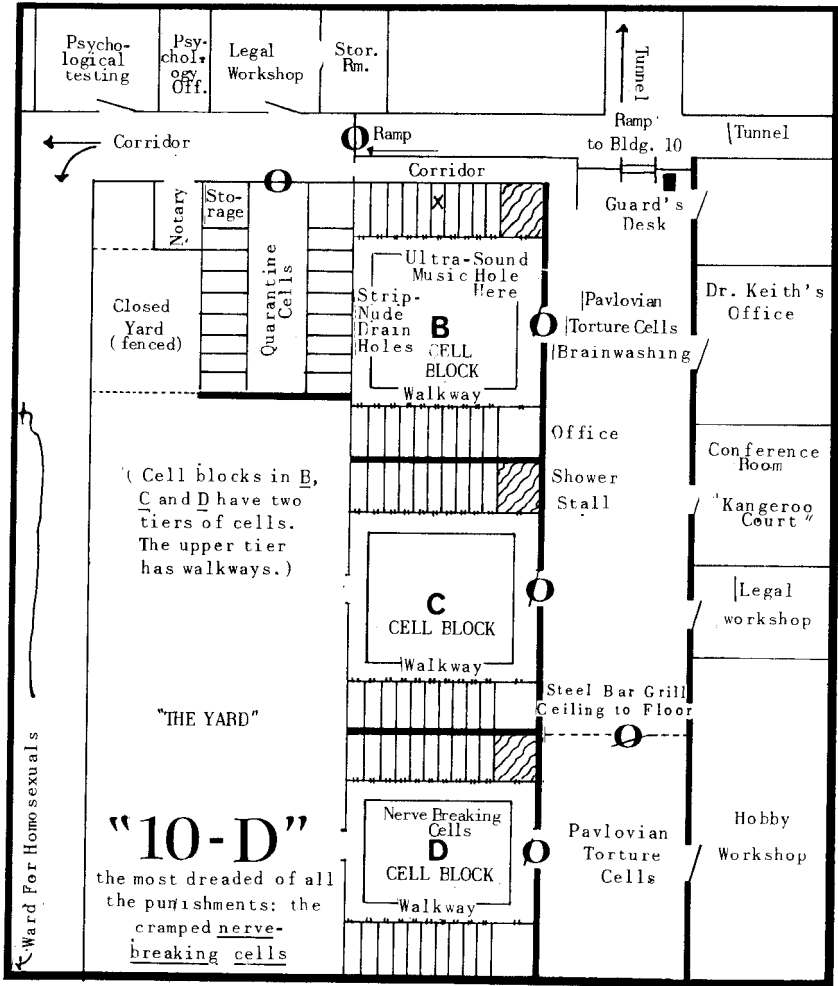 Psycho-
logical
testing
Psy-
chol-
ogy
Off.
Legal
Workshop
Stor.
Rm.
Tunnel
Corridor
Ramp
Ramp
to Bldg. 10
Tunnel
Corridor
Notary
Sto-
rage
X
Guard's
Desk
Quarantine
Cells
Closed
Yard
(fenced)
Ultra-Sound
Music Hole
Here
Strip-
Nude
Drain
Holes
B
CELL
BLOCK
Walkway
Pavlovian
Torture Cells
Brainwashing
Dr. Keith's
Office
Office
Shower
Stall
Conference
Room
"Kangeroo
Court"
( Cell blocks in B,
C and D have two
tiers of cells.
The upper tier
has walkways.)
C
CELL BLOCK
Walkway
Legal
workshop
Steel Bar Grill
Ceiling to Floor
"THE YARD"
Ward For Homosexuals
"10-D"
the most dreaded of all
the punishments: the
cramped nerve-
breaking cells
Nerve Breaking
Cells
D
CELL BLOCK
Walkway
Pavlovian
Torture
Cells
Hobby
Workshop